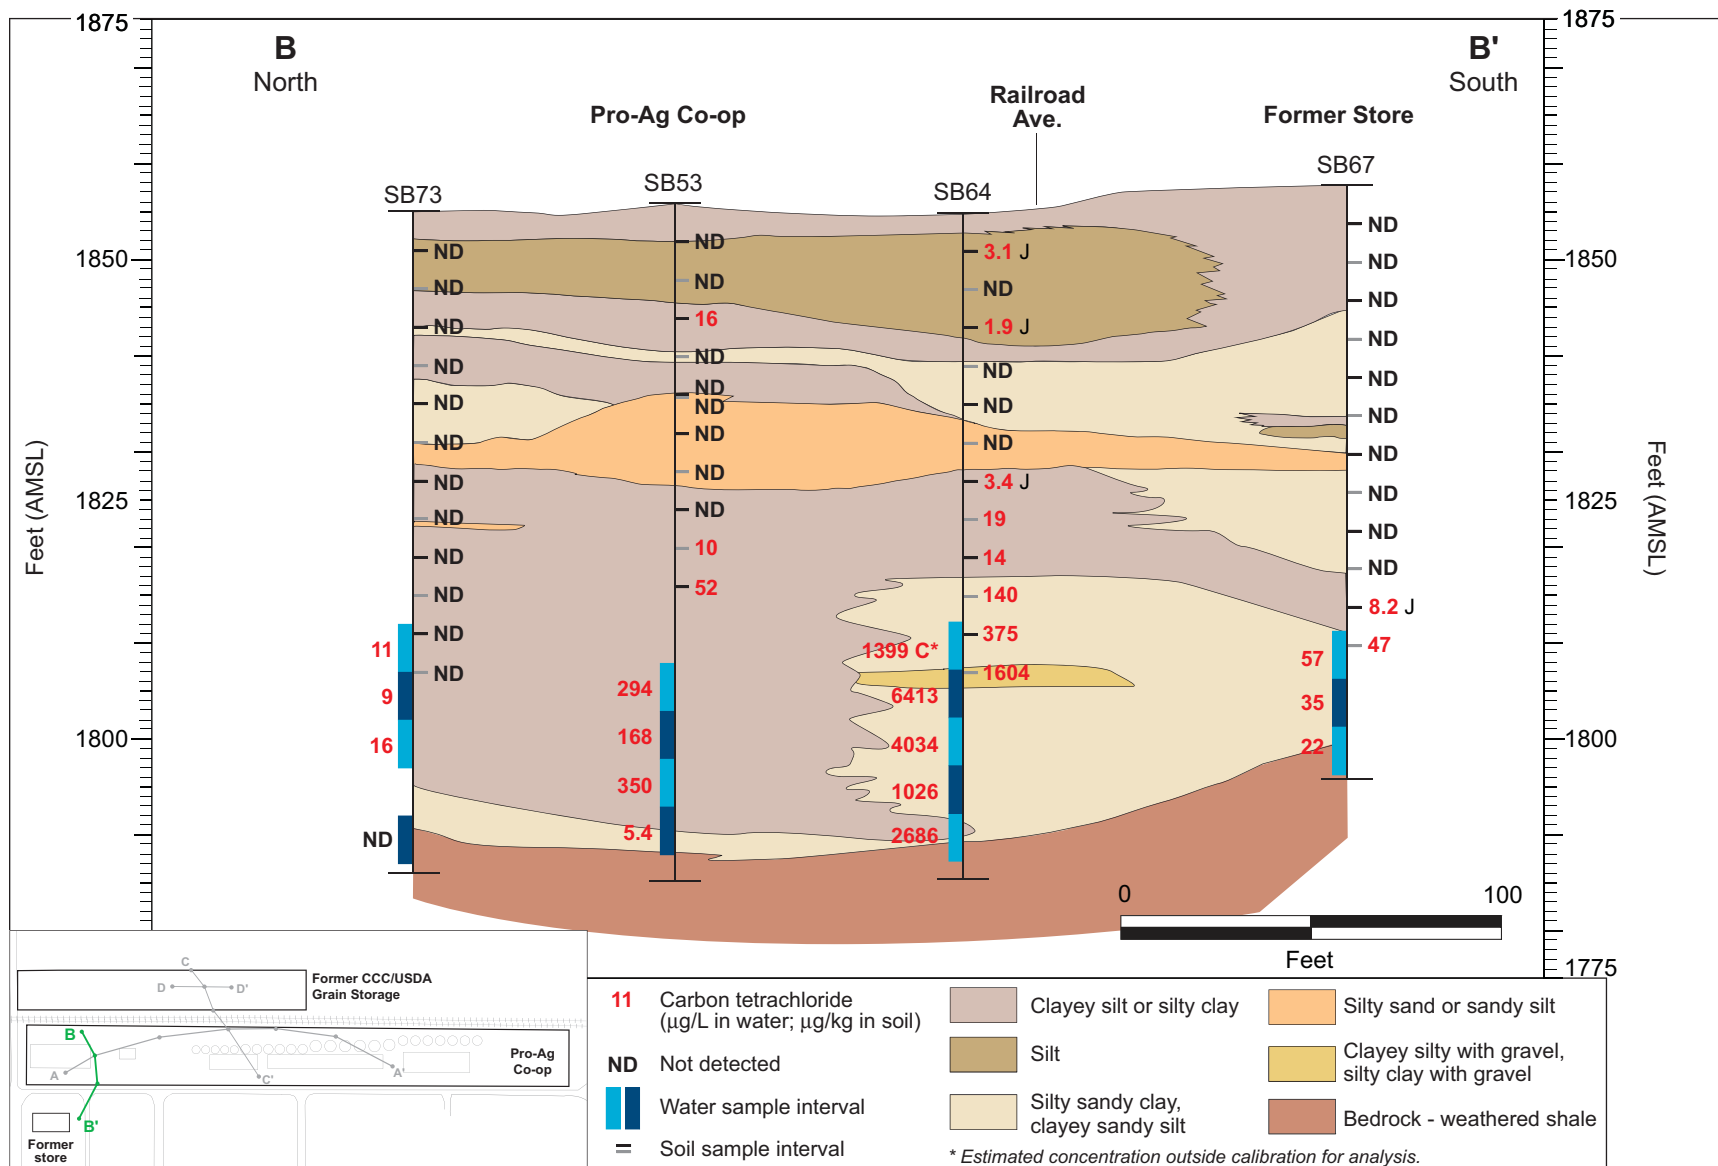 1875
1875
B
North
B'
South
Railroad
Ave.
Pro-Ag Co-op
Former Store
SB73
SB53
SB64
SB67
Feet (AMSL)
1850
1825
1800
Feet (AMSL)
1850
1825
1800
1775
ND
ND
ND
ND
ND
ND
ND
ND
ND
ND
ND
ND
11
9
16
ND
ND
ND
16
ND
ND
ND
ND
ND
ND
10
52
294
168
350
5.4
3.1 J
ND
1.9 J
ND
ND
ND
3.4 J
19
14
140
375
1604
1399 C*
6413
4034
1026
2686
ND
ND
ND
ND
ND
ND
ND
ND
ND
ND
8.2 J
47
57
35
22
0 100
Feet
C
D D'
Former CCC/USDA
Grain Storage
B
A
C'
A'
Pro-Ag
Co-op
B'
Former
store
11 Carbon tetrachloride
(µg/L in water; µg/kg in soil)
ND Not detected
Water sample interval
Soil sample interval
Clayey silt or silty clay
Silt
Silty sandy clay,
clayey sandy silt
Silty sand or sandy silt
Clayey silty with gravel,
silty clay with gravel
Bedrock - weathered shale
* Estimated concentration outside calibration for analysis.